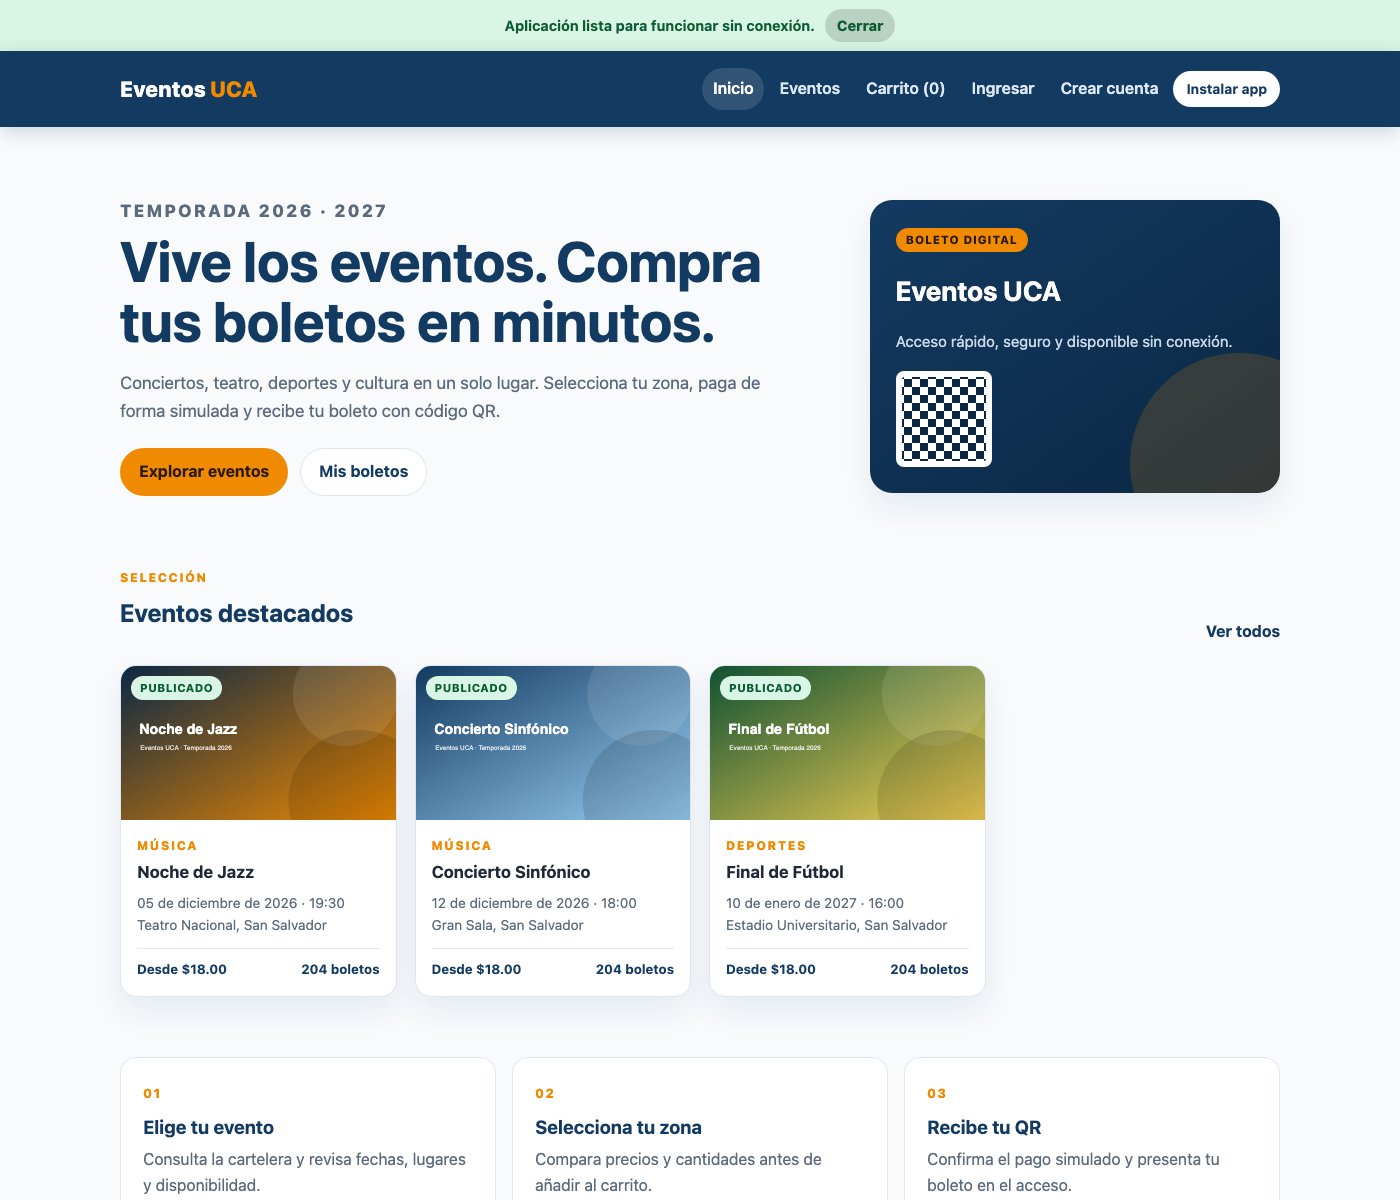 Aplicación lista para funcionar sin conexión. Cerrar
Eventos UCA
Inicio Eventos Carrito (0) Ingresar Crear cuenta Instalar app
TEMPORADA 2026 · 2027
Vive los eventos. Compra
tus boletos en minutos.
Conciertos, teatro, deportes y cultura en un solo lugar. Selecciona tu zona, paga de
forma simulada y recibe tu boleto con código QR.
Explorar eventos Mis boletos
BOLETO DIGITAL
Eventos UCA
Acceso rápido, seguro y disponible sin conexión.
SELECCIÓN
Eventos destacados
Ver todos
PUBLICADO
Noche de Jazz
Eventos UCA · Temporada 2026
MÚSICA
Noche de Jazz
05 de diciembre de 2026 · 19:30
Teatro Nacional, San Salvador
Desde $18.00 204 boletos
PUBLICADO
Concierto Sinfónico
Eventos UCA · Temporada 2026
MÚSICA
Concierto Sinfónico
12 de diciembre de 2026 · 18:00
Gran Sala, San Salvador
Desde $18.00 204 boletos
PUBLICADO
Final de Fútbol
Eventos UCA · Temporada 2026
DEPORTES
Final de Fútbol
10 de enero de 2027 · 16:00
Estadio Universitario, San Salvador
Desde $18.00 204 boletos
01
Elige tu evento
Consulta la cartelera y revisa fechas, lugares
y disponibilidad.
02
Selecciona tu zona
Compara precios y cantidades antes de
añadir al carrito.
03
Recibe tu QR
Confirma el pago simulado y presenta tu
boleto en el acceso.